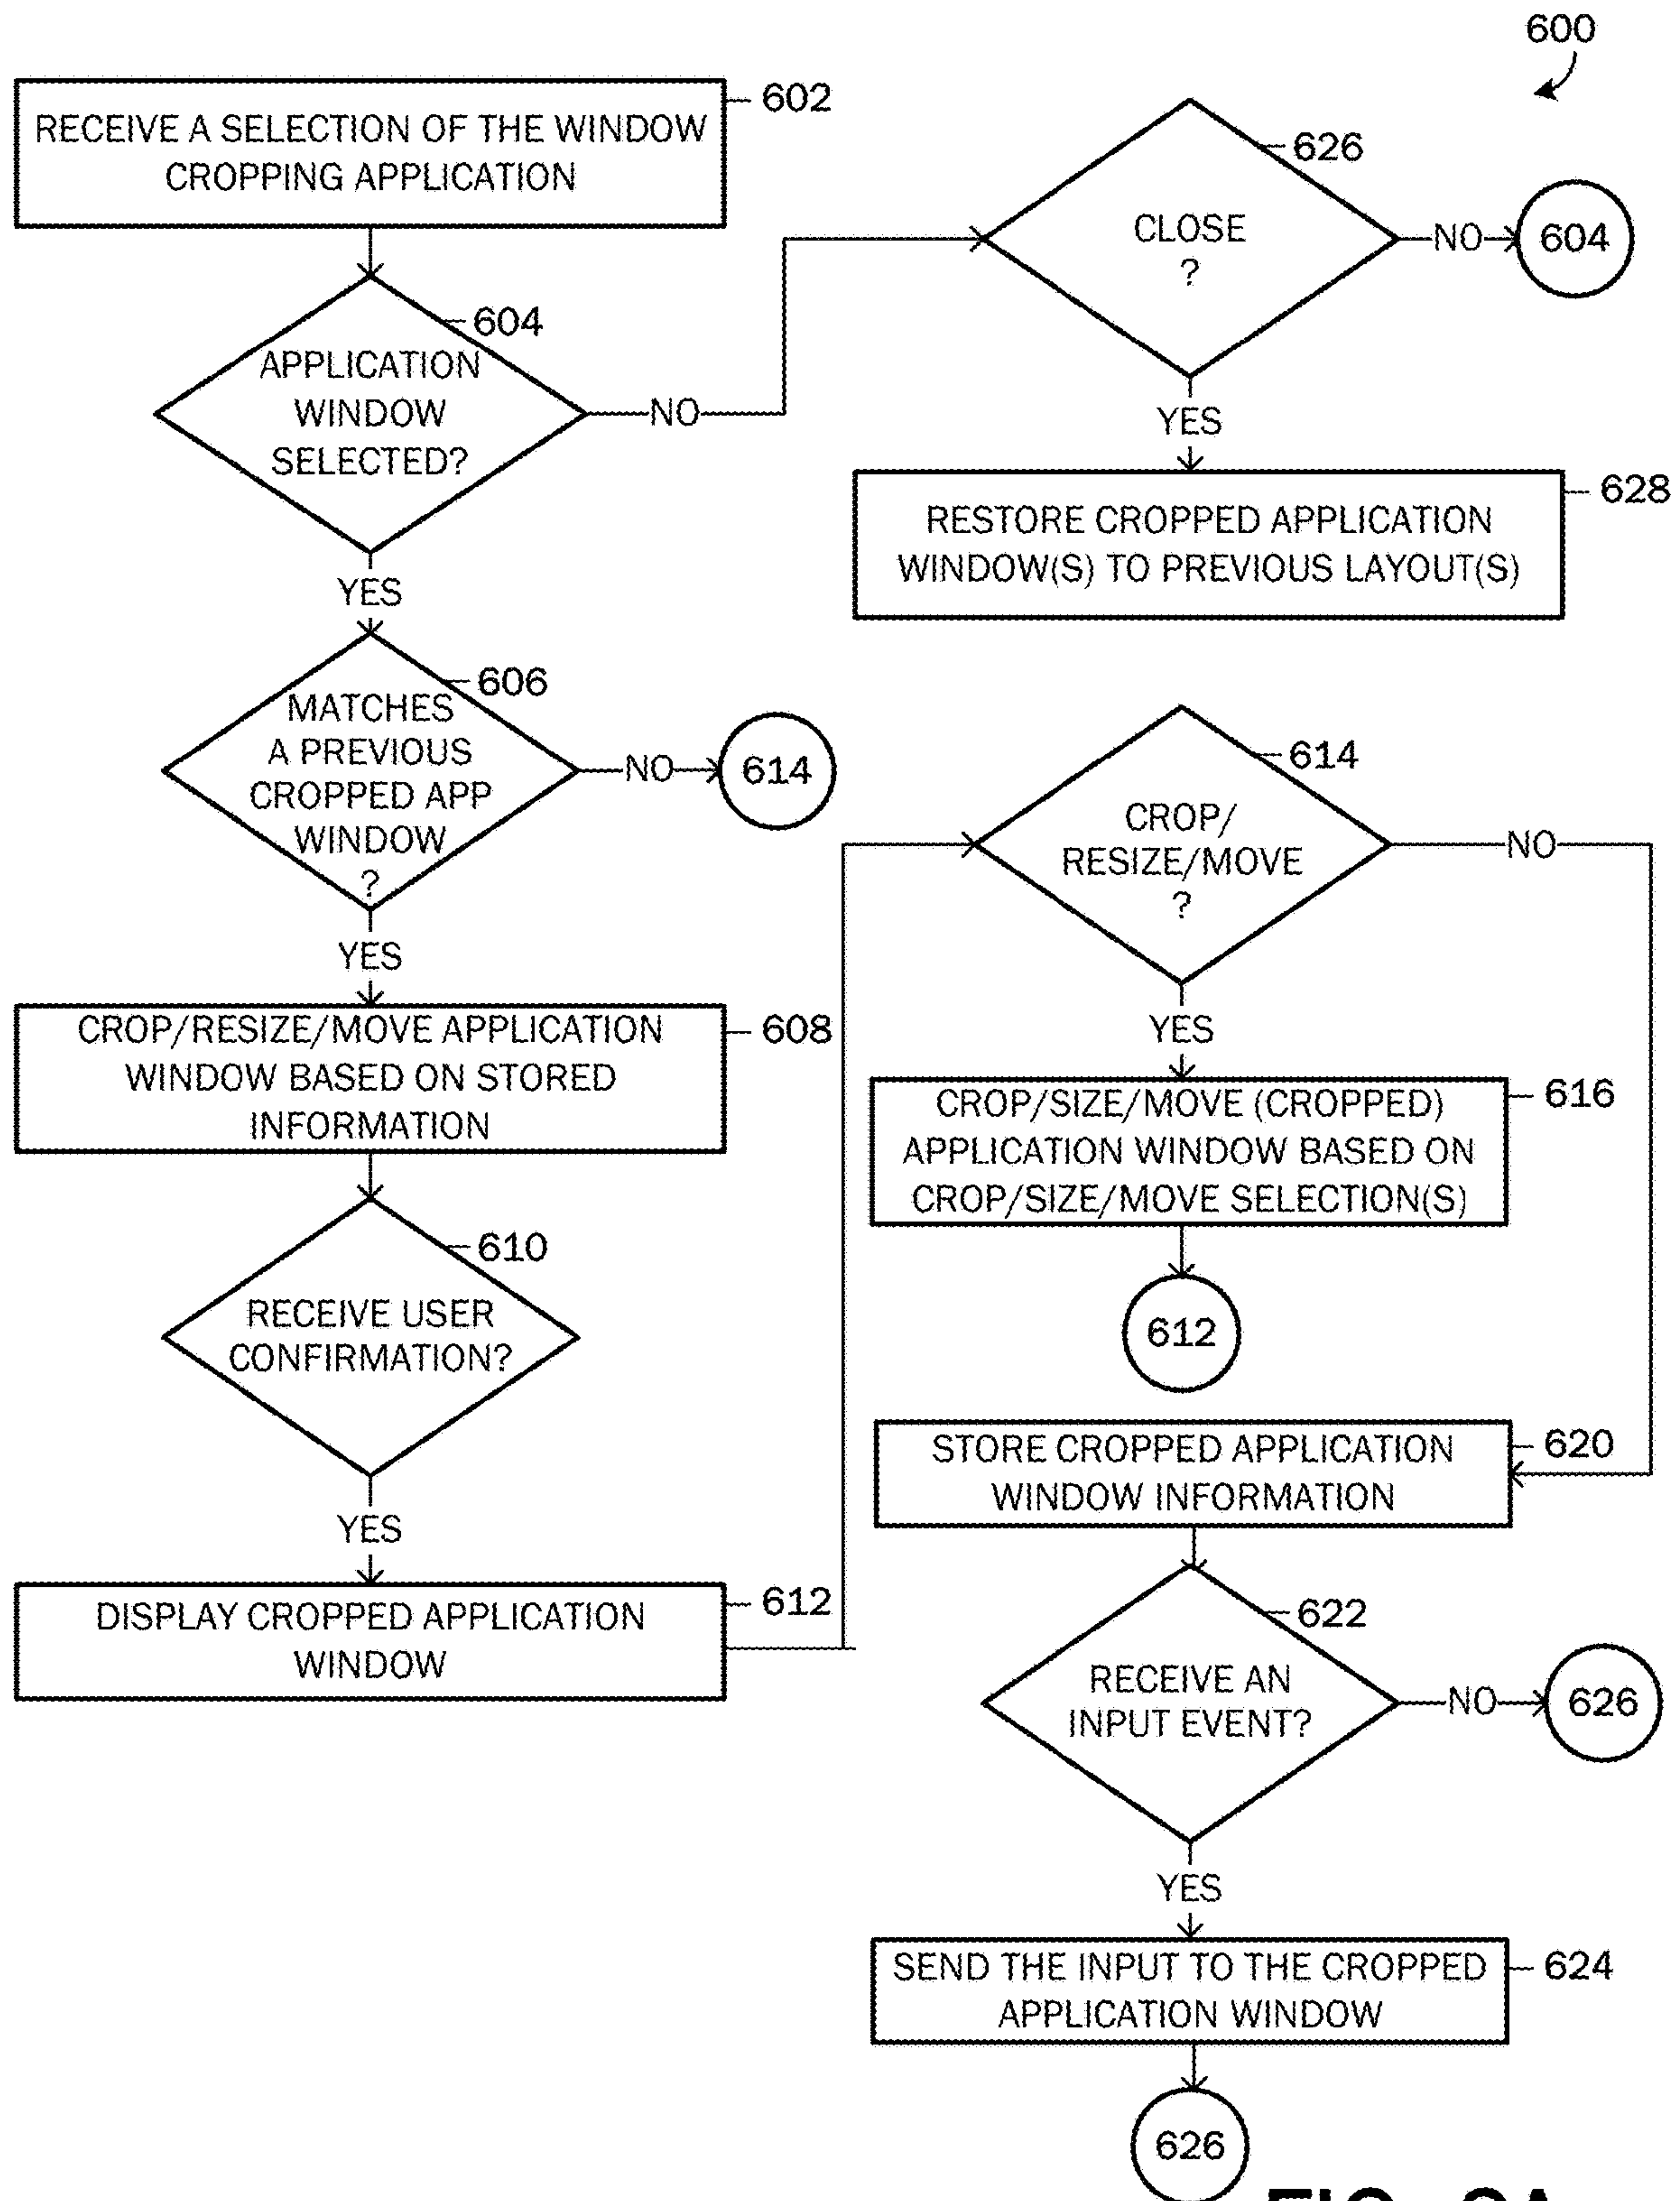 600
602
RECEIVE A SELECTION OF THE WINDOW
CROPPING APPLICATION
604
APPLICATION
WINDOW
SELECTED?
NO
YES
606
MATCHES
A PREVIOUS
CROPPED APP
WINDOW
?
NO
614
YES
608
CROP/RESIZE/MOVE APPLICATION
WINDOW BASED ON STORED
INFORMATION
610
RECEIVE USER
CONFIRMATION?
YES
612
DISPLAY CROPPED APPLICATION
WINDOW
626
CLOSE
?
NO
604
YES
628
RESTORE CROPPED APPLICATION
WINDOW(S) TO PREVIOUS LAYOUT(S)
614
CROP/
RESIZE/MOVE
?
NO
YES
616
CROP/SIZE/MOVE (CROPPED)
APPLICATION WINDOW BASED ON
CROP/SIZE/MOVE SELECTION(S)
612
620
STORE CROPPED APPLICATION
WINDOW INFORMATION
622
RECEIVE AN
INPUT EVENT?
NO
626
YES
624
SEND THE INPUT TO THE CROPPED
APPLICATION WINDOW
626